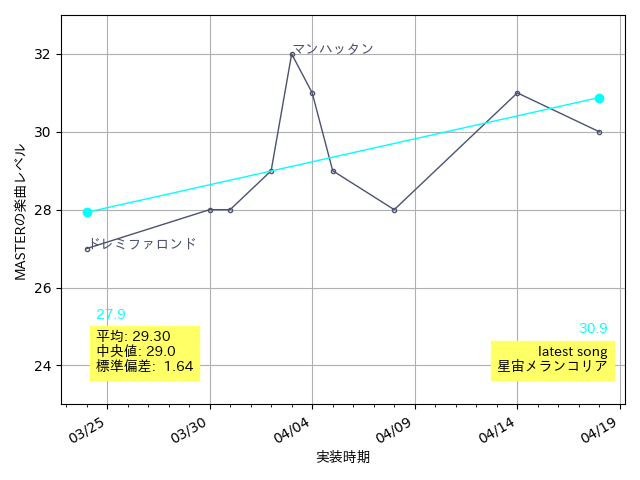 32
30
28
26
24
MASTERの楽曲レベル
マンハッタン
ドレミファロンド
27.9
平均: 29.30
中央値: 29.0
標準偏差: 1.64
30.9
latest song
星宙メランコリア
03/25
03/30
04/04
04/09
04/14
04/19
実装時期